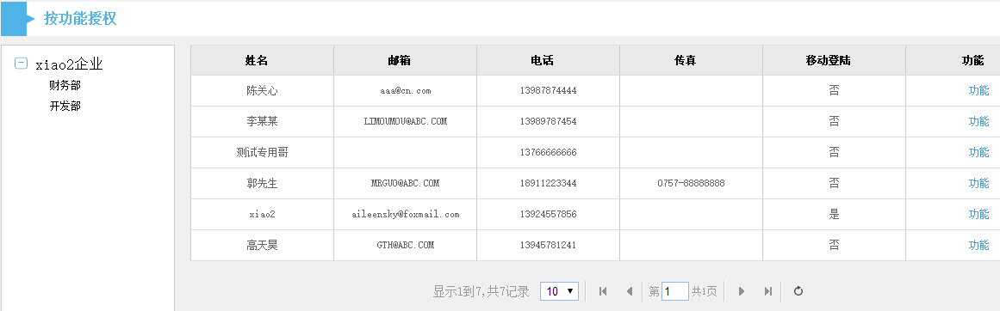 按功能授权
xiao2企业
财务部
开发部
姓名 邮箱 电话 传真 移动登陆 功能
陈关心 aaa@cn.com 13987874444 否 功能
李某某 LIMOUMOU@ABC.COM 13989787454 否 功能
测试专用哥 13766666666 否 功能
郭先生 MRGUO@ABC.COM 18911223344 0757-88888888 否 功能
xiao2 aileensky@foxmail.com 13924557856 是 功能
高天昊 GTH@ABC.COM 13945781241 否 功能
显示1到7,共7记录 10 第 1 共1页